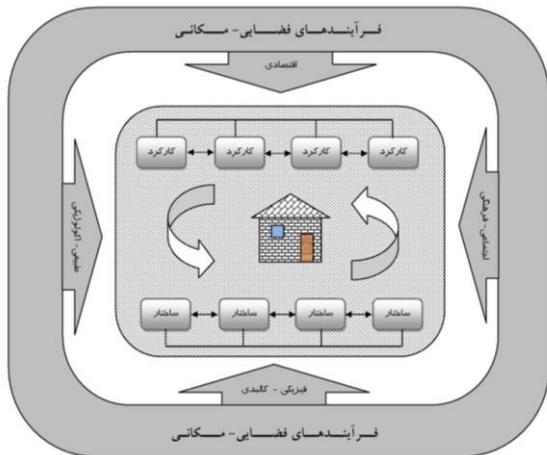 فرآیندهای فضایی - مکانی
اقتصادی
کارکرد کارکرد کارکرد کارکرد
اجتماعی - فرهنگی
طبیعی - اکولوژیکی
ساختار ساختار ساختار ساختار
فیزیکی - کالبدی
فرآیندهای فضایی - مکانی